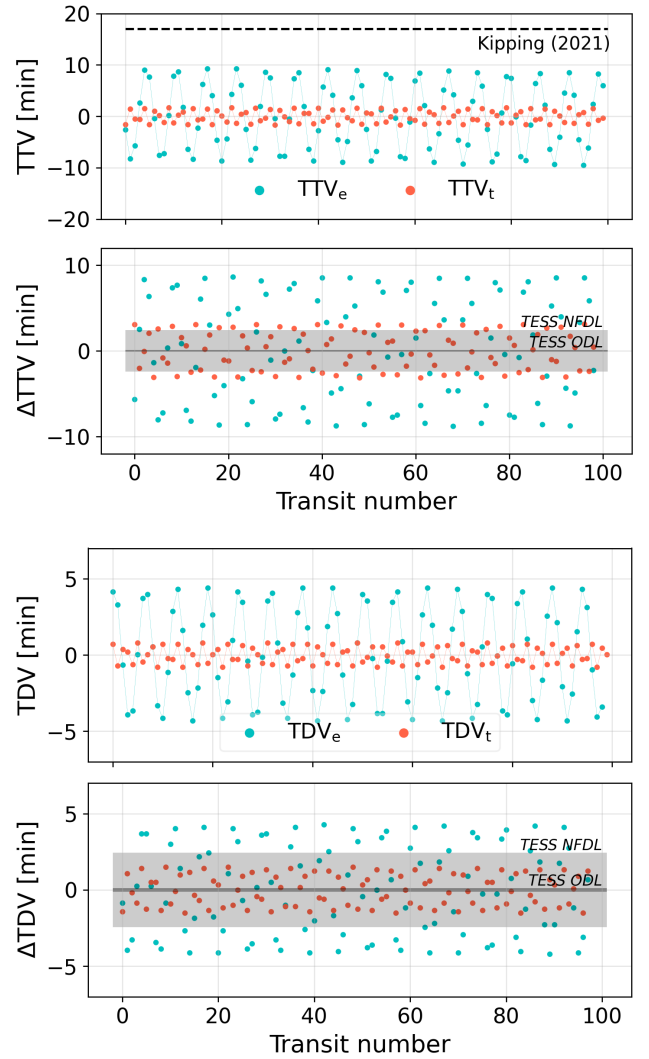 20
Kipping (2021)
10
0
−10
−20
TTV [min]
TTVₑ
TTVₜ
10
0
−10
ΔTTV [min]
TESS NFDL
TESS ODL
0
20
40
60
80
100
Transit number
5
0
−5
TDV [min]
TDVₑ
TDVₜ
5
0
−5
ΔTDV [min]
TESS NFDL
TESS ODL
0
20
40
60
80
100
Transit number